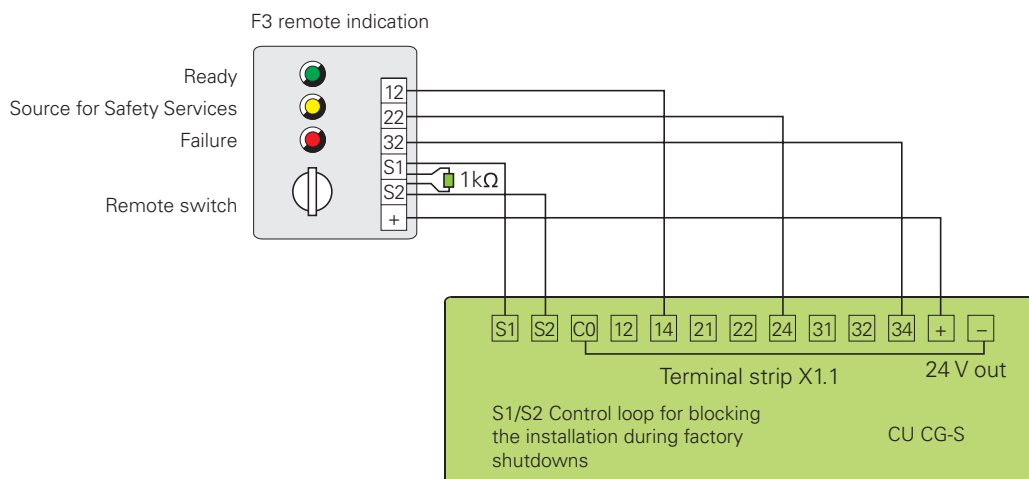 F3 remote indication
Ready
Source for Safety Services
Failure
Remote switch
12
22
32
S1
S2
+
1kΩ
S1 S2 C0 12 14 21 22 24 31 32 34 + –
Terminal strip X1.1
24 V out
S1/S2 Control loop for blocking
the installation during factory
shutdowns
CU CG-S